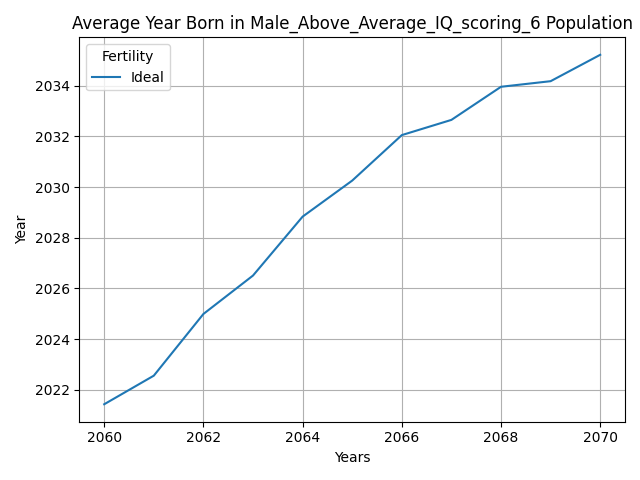 Average Year Born in Male_Above_Average_IQ_scoring_6 Population
Fertility
Ideal
2034
2032
2030
2028
2026
2024
2022
Year
2060 2062 2064 2066 2068 2070
Years